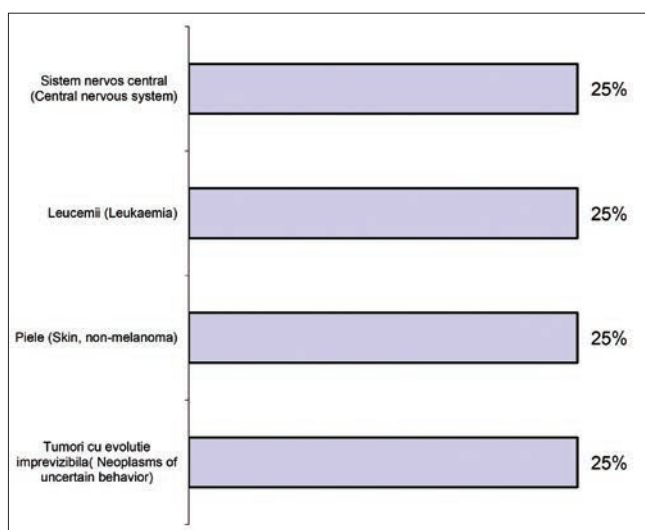 Sistem nervos central
(Central nervous system)
25%
Leucemii (Leukaemia)
25%
Piele (Skin, non-melanoma)
25%
Tumori cu evolutie
imprevizibila( Neoplasms of
uncertain behavior)
25%